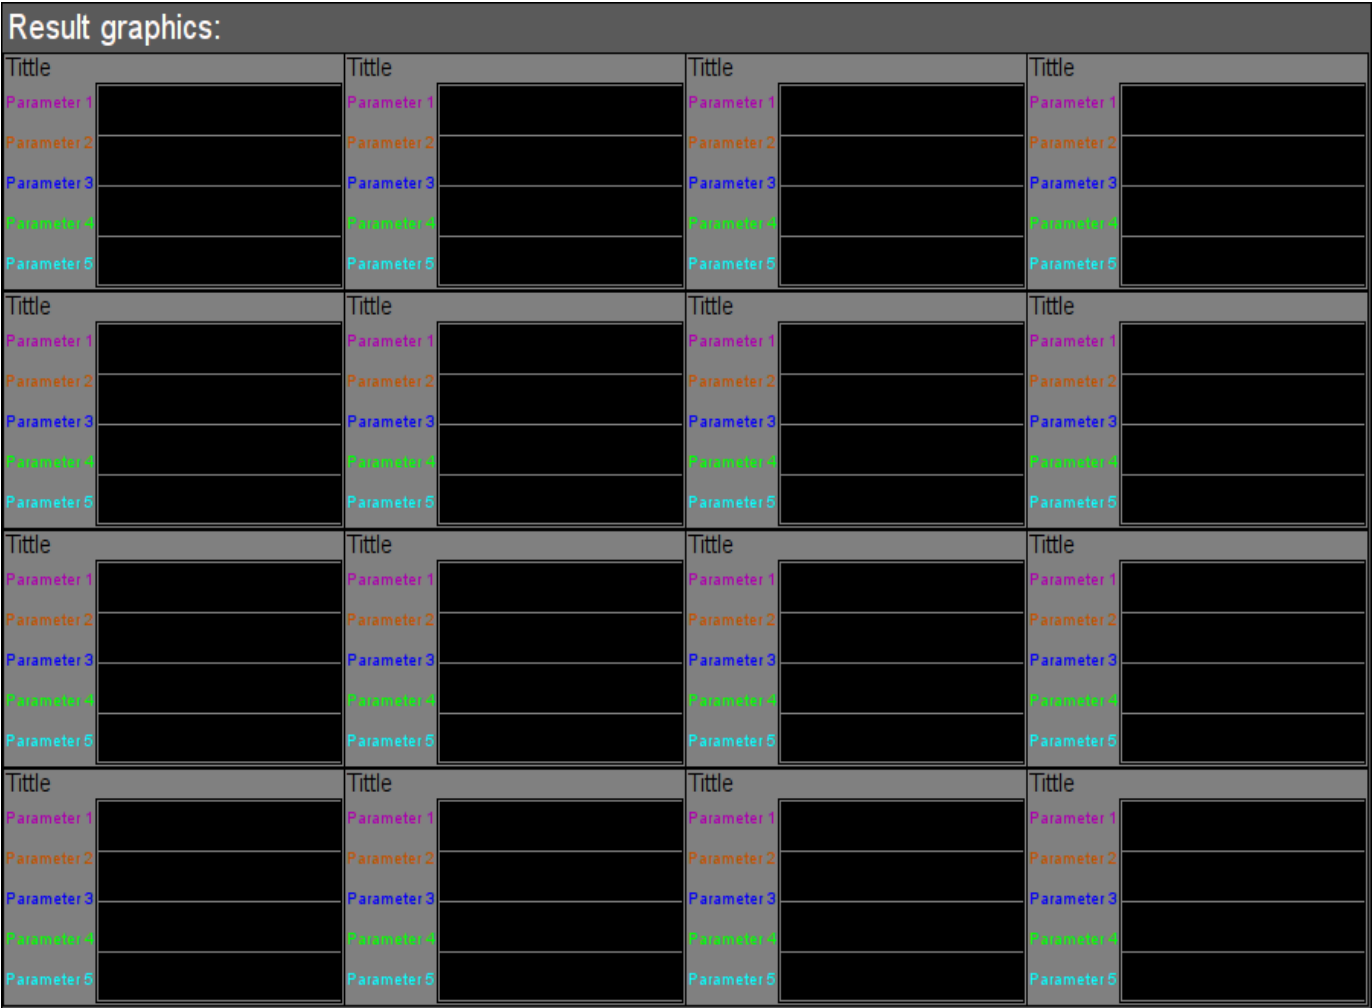 Result graphics:
Tittle Tittle Tittle Tittle
Parameter 1 Parameter 1 Parameter 1 Parameter 1
Parameter 2 Parameter 2 Parameter 2 Parameter 2
Parameter 3 Parameter 3 Parameter 3 Parameter 3
Parameter 4 Parameter 4 Parameter 4 Parameter 4
Parameter 5 Parameter 5 Parameter 5 Parameter 5
Tittle Tittle Tittle Tittle
Parameter 1 Parameter 1 Parameter 1 Parameter 1
Parameter 2 Parameter 2 Parameter 2 Parameter 2
Parameter 3 Parameter 3 Parameter 3 Parameter 3
Parameter 4 Parameter 4 Parameter 4 Parameter 4
Parameter 5 Parameter 5 Parameter 5 Parameter 5
Tittle Tittle Tittle Tittle
Parameter 1 Parameter 1 Parameter 1 Parameter 1
Parameter 2 Parameter 2 Parameter 2 Parameter 2
Parameter 3 Parameter 3 Parameter 3 Parameter 3
Parameter 4 Parameter 4 Parameter 4 Parameter 4
Parameter 5 Parameter 5 Parameter 5 Parameter 5
Tittle Tittle Tittle Tittle
Parameter 1 Parameter 1 Parameter 1 Parameter 1
Parameter 2 Parameter 2 Parameter 2 Parameter 2
Parameter 3 Parameter 3 Parameter 3 Parameter 3
Parameter 4 Parameter 4 Parameter 4 Parameter 4
Parameter 5 Parameter 5 Parameter 5 Parameter 5